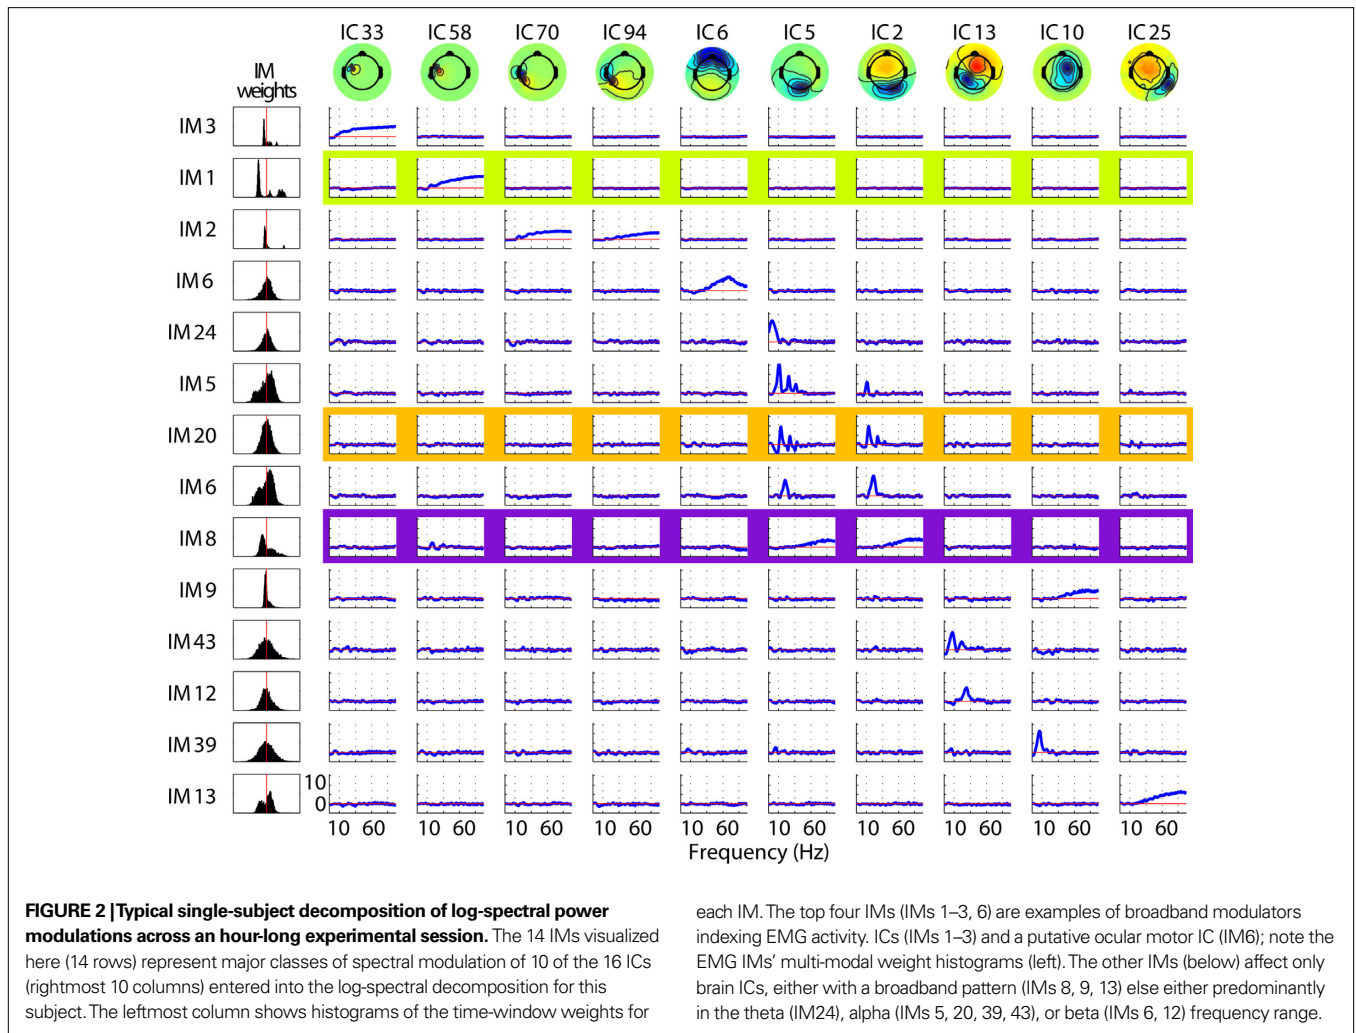 IC33 IC58 IC70 IC94 IC6 IC5 IC2 IC13 IC10 IC25
IM
weights
IM3
IM1
IM2
IM6
IM24
IM5
IM20
IM6
IM8
IM9
IM43
IM12
IM39
IM13
10
0
10 60 10 60 10 60 10 60 10 60 10 60 10 60 10 60 10 60 10 60
Frequency (Hz)
FIGURE 2 | Typical single-subject decomposition of log-spectral power
modulations across an hour-long experimental session. The 14 IMs visualized
here (14 rows) represent major classes of spectral modulation of 10 of the 16 ICs
(rightmost 10 columns) entered into the log-spectral decomposition for this
subject. The leftmost column shows histograms of the time-window weights for
each IM. The top four IMs (IMs 1–3, 6) are examples of broadband modulators
indexing EMG activity. ICs (IMs 1–3) and a putative ocular motor IC (IM6); note the
EMG IMs' multi-modal weight histograms (left). The other IMs (below) affect only
brain ICs, either with a broadband pattern (IMs 8, 9, 13) else either predominantly
in the theta (IM24), alpha (IMs 5, 20, 39, 43), or beta (IMs 6, 12) frequency range.